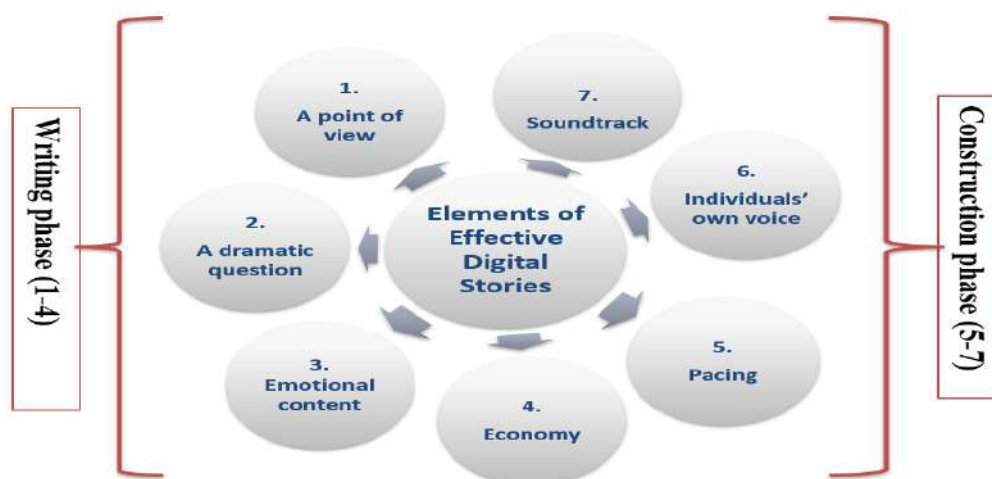 Writing phase (1-4)
1.
A point of
view
2.
A dramatic
question
3.
Emotional
content
4.
Economy
Elements of
Effective
Digital
Stories
5.
Pacing
6.
Individuals’
own voice
7.
Soundtrack
Construction phase (5-7)